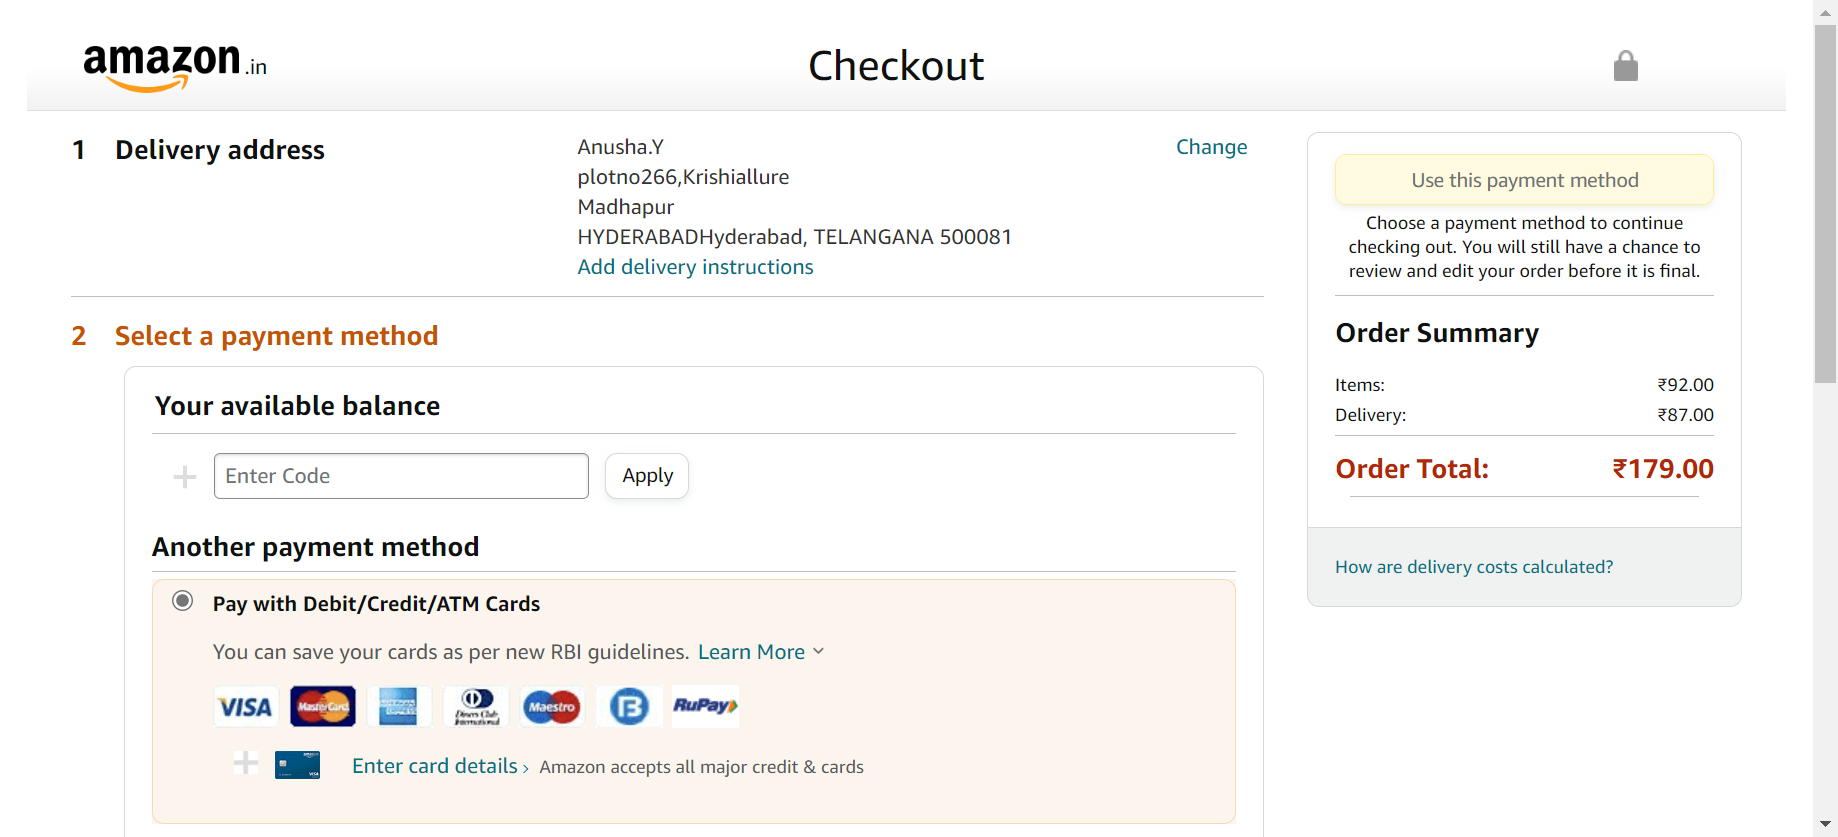 amazon.in
Checkout
1 Delivery address
Anusha.Y
plotno266,Krishiallure
Madhapur
HYDERABADHyderabad, TELANGANA 500081
Add delivery instructions
Change
2 Select a payment method
Your available balance
Enter Code
Apply
Another payment method
Pay with Debit/Credit/ATM Cards
You can save your cards as per new RBI guidelines. Learn More
VISA MasterCard Diners Club International Maestro RuPay
Enter card details › Amazon accepts all major credit & cards
Use this payment method
Choose a payment method to continue
checking out. You will still have a chance to
review and edit your order before it is final.
Order Summary
Items: ₹92.00
Delivery: ₹87.00
Order Total: ₹179.00
How are delivery costs calculated?